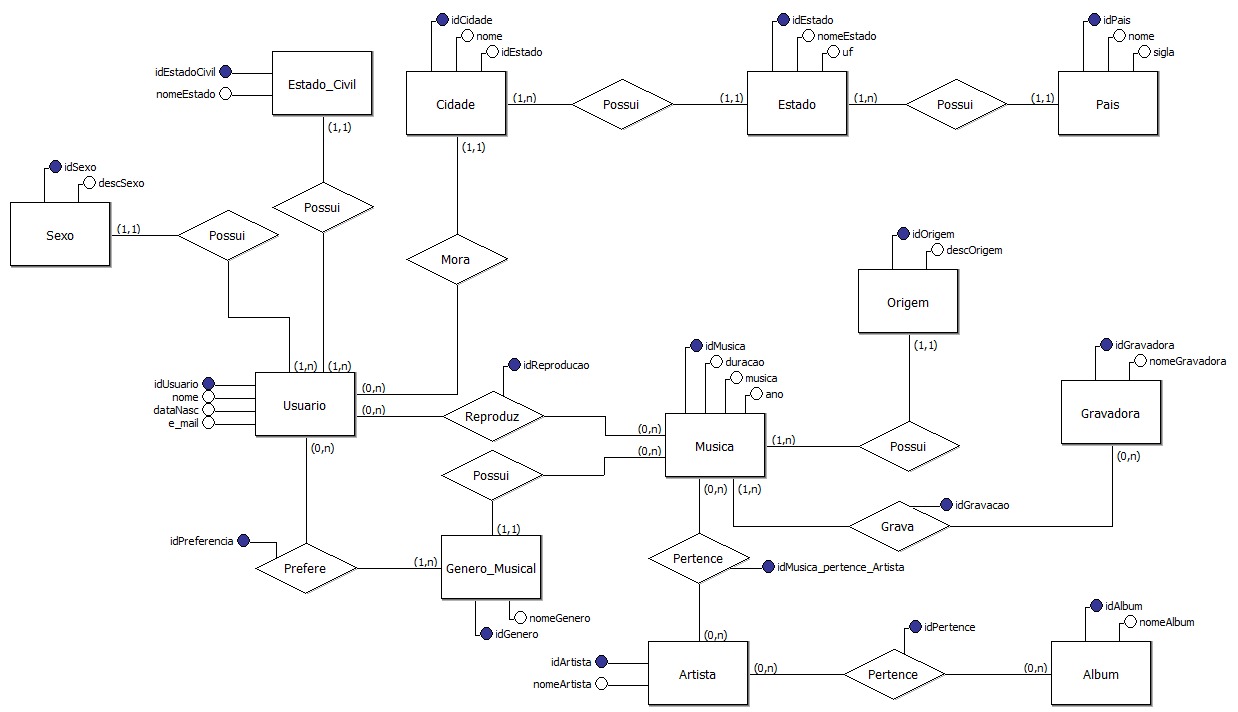 idCidade
nome
idEstado
Cidade
(1,n)
Possui
(1,1)
idEstado
nomeEstado
uf
Estado
(1,n)
Possui
(1,1)
idPais
nome
sigla
Pais
idEstadoCivil
nomeEstado
Estado_Civil
(1,1)
Possui
(1,1)
Mora
idSexo
descSexo
Sexo
(1,1)
Possui
idOrigem
descOrigem
Origem
(1,1)
Possui
idGravadora
nomeGravadora
Gravadora
(0,n)
(1,n)
(1,n)
idUsuario
nome
dataNasc
e_mail
Usuario
(0,n)
(0,n)
(0,n)
idReproducao
Reproduz
(0,n)
(0,n)
idMusica
duracao
musica
ano
Musica
(1,n)
(0,n)
(1,n)
Possui
(1,1)
idGravacao
Grava
idPreferencia
Prefere
(1,n)
Genero_Musical
nomeGenero
idGenero
Pertence
idMusica_pertence_Artista
(0,n)
idArtista
nomeArtista
Artista
(0,n)
idPertence
Pertence
(0,n)
idAlbum
nomeAlbum
Album